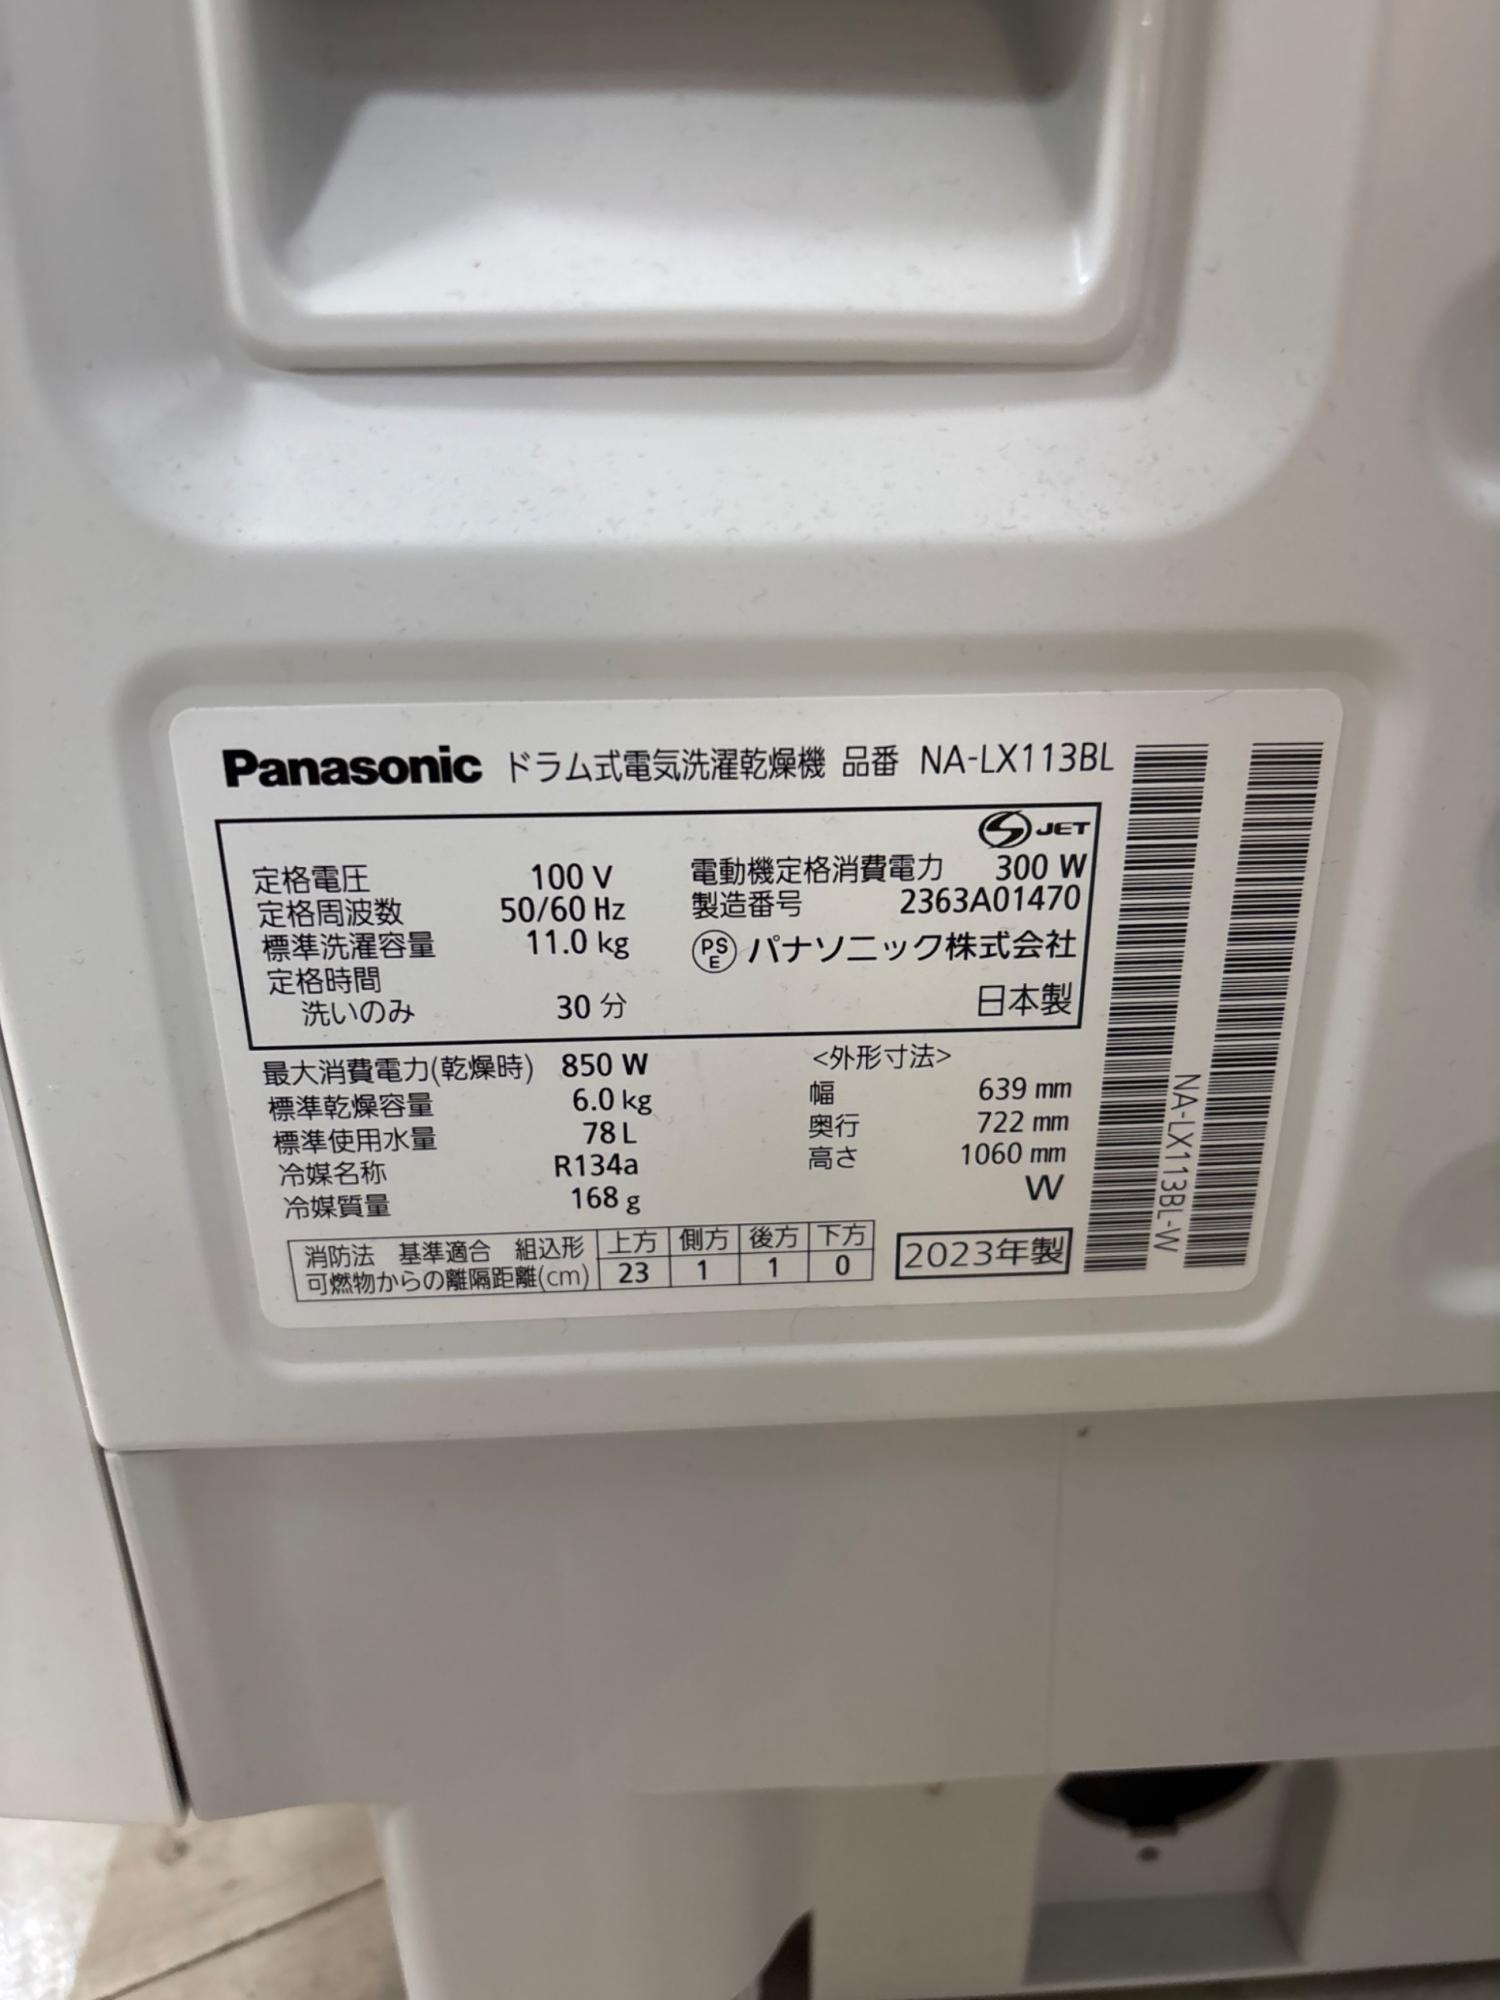 Panasonic ドラム式電気洗濯乾燥機 品番 NA-LX113BL
S JET
定格電圧 100 V 電動機定格消費電力 300 W
定格周波数 50/60 Hz 製造番号 2363A01470
標準洗濯容量 11.0 kg PSE パナソニック株式会社
定格時間
洗いのみ 30 分 日本製
最大消費電力(乾燥時) 850 W <外形寸法>
標準乾燥容量 6.0 kg 幅 639 mm
標準使用水量 78 L 奥行 722 mm
冷媒名称 R134a 高さ 1060 mm
冷媒質量 168 g W
消防法 基準適合 組込形 上方 側方 後方 下方
可燃物からの離隔距離(cm) 23 1 1 0
2023年製
NA-LX113BL-W